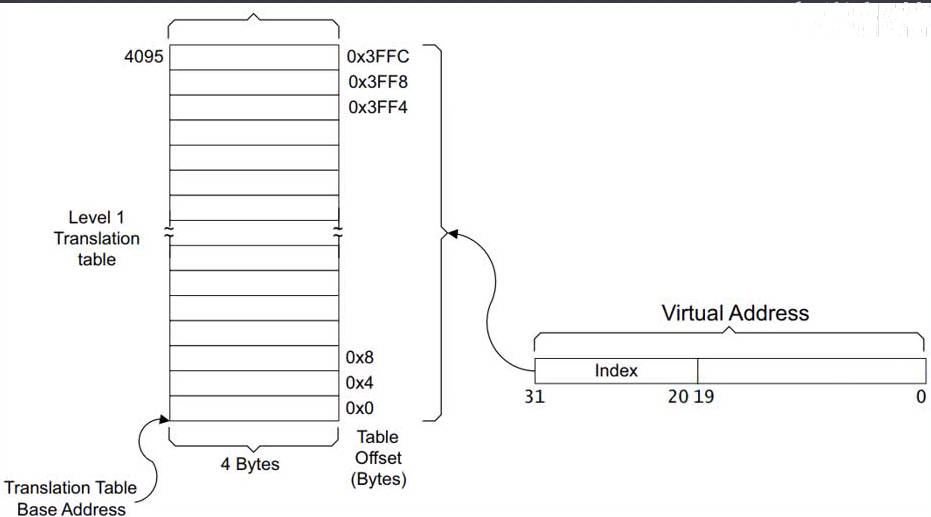 4095
0x3FFC
0x3FF8
0x3FF4
Level 1
Translation
table
Virtual Address
Index
31
20 19
0
0x8
0x4
0x0
4 Bytes
Table
Offset
(Bytes)
Translation Table
Base Address